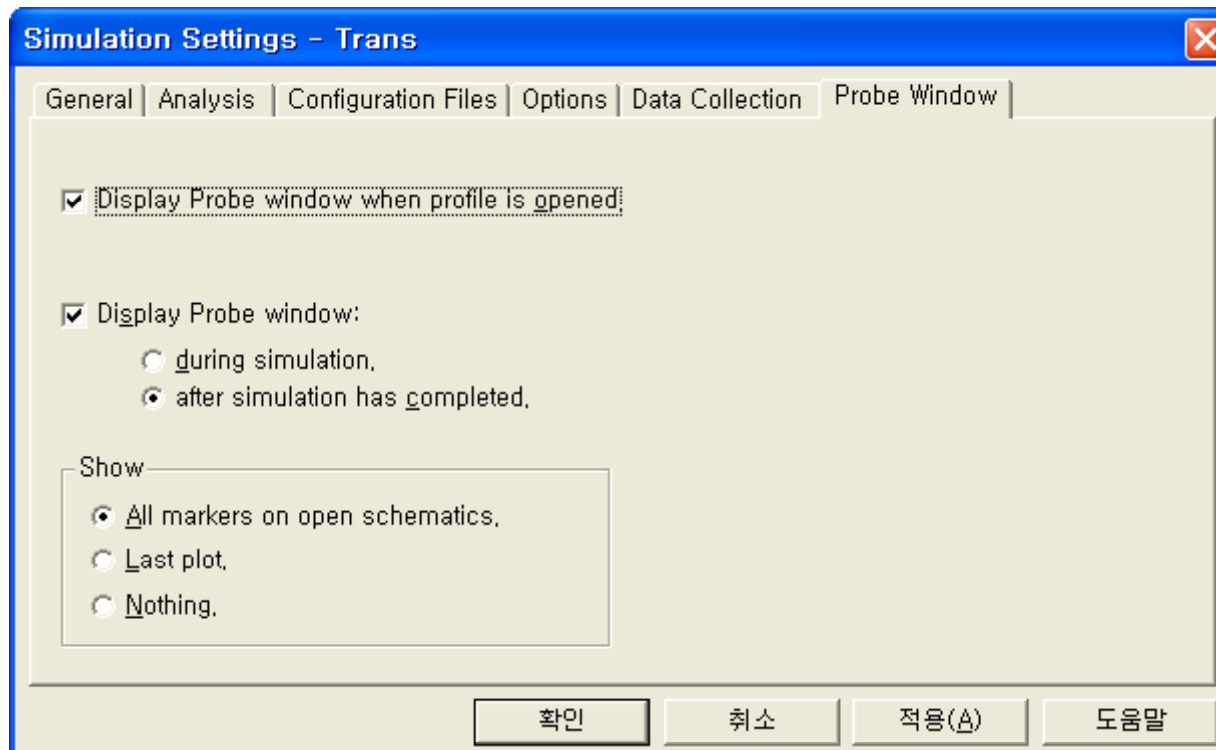 Simulation Settings - Trans
General Analysis Configuration Files Options Data Collection Probe Window
Display Probe window when profile is opened.
Display Probe window:
during simulation.
after simulation has completed.
Show
All markers on open schematics.
Last plot.
Nothing.
확인 취소 적용(A) 도움말